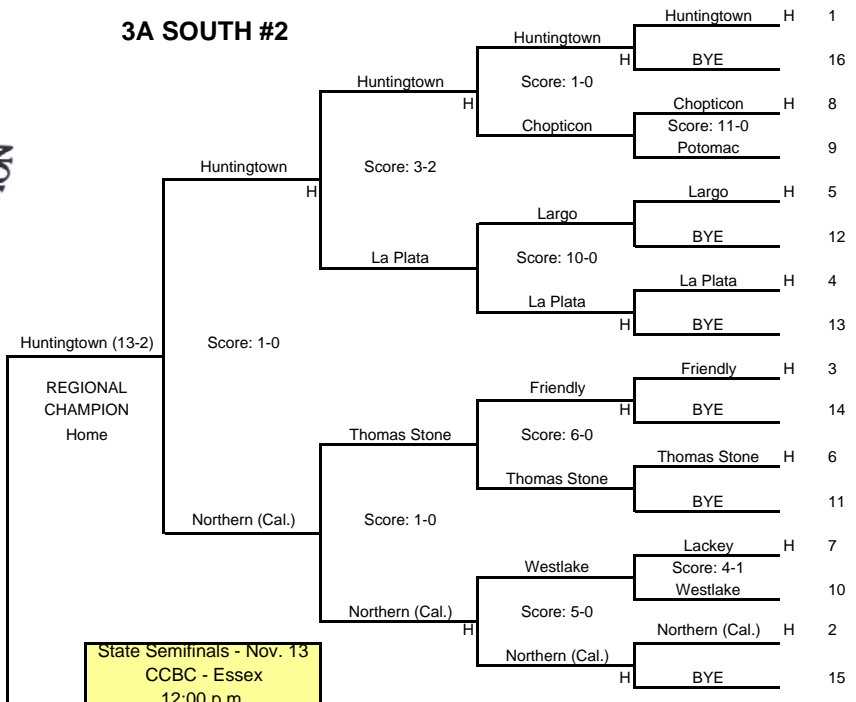 3A SOUTH #2
Huntingtown H 1
Huntingtown
H BYE 16
Huntingtown Score: 1-0
H Chopticon H 8
Chopticon Score: 11-0
Potomac 9
Huntingtown Score: 3-2
H Largo H 5
Largo
BYE 12
La Plata Score: 10-0
La Plata H 4
La Plata
H BYE 13
Huntingtown (13-2) Score: 1-0
Friendly H 3
REGIONAL Friendly
CHAMPION H BYE 14
Home
Thomas Stone Score: 6-0
Thomas Stone H 6
Thomas Stone
BYE 11
Northern (Cal.) Score: 1-0
Lackey H 7
Westlake Score: 4-1
Westlake 10
Northern (Cal.) Score: 5-0
H Northern (Cal.) H 2
Northern (Cal.)
H BYE 15
State Semifinals - Nov. 13
CCBC - Essex
12:00 p.m.